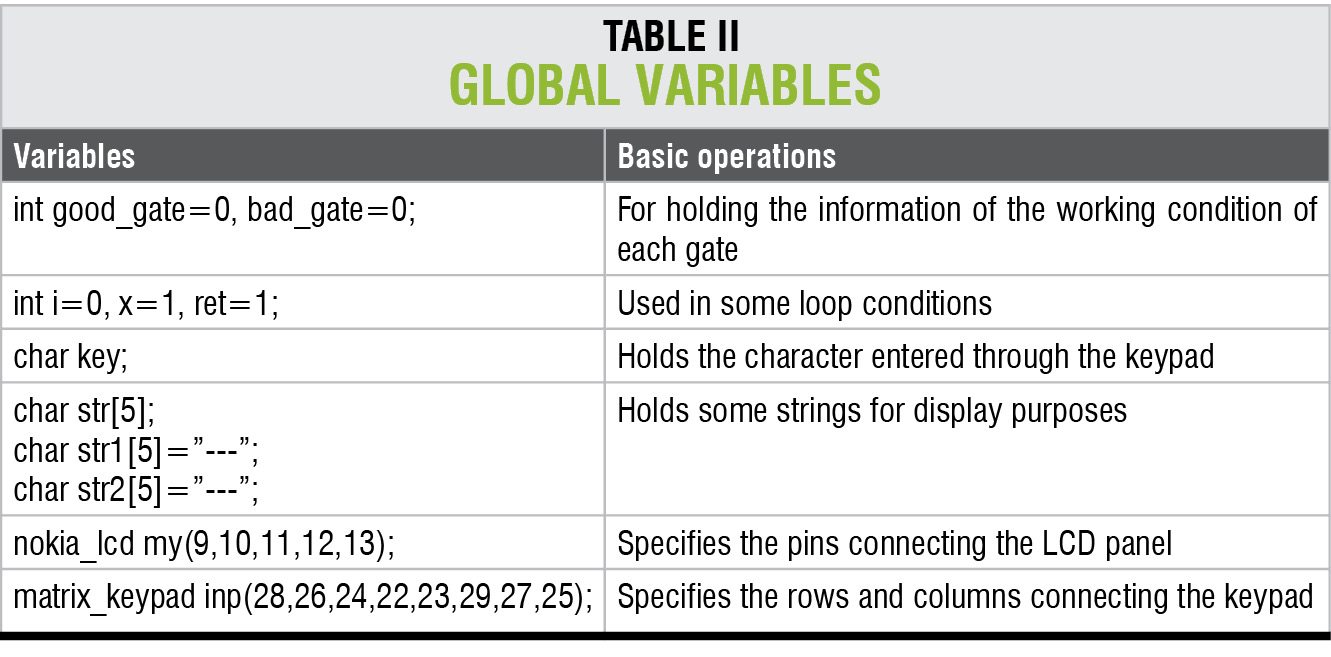 TABLE II
GLOBAL VARIABLES
Variables
Basic operations
int good_gate=0, bad_gate=0;
For holding the information of the working condition of
each gate
int i=0, x=1, ret=1;
Used in some loop conditions
char key;
Holds the character entered through the keypad
char str[5];
char str1[5]=”---”;
char str2[5]=”---”;
Holds some strings for display purposes
nokia_lcd my(9,10,11,12,13);
Specifies the pins connecting the LCD panel
matrix_keypad inp(28,26,24,22,23,29,27,25);
Specifies the rows and columns connecting the keypad